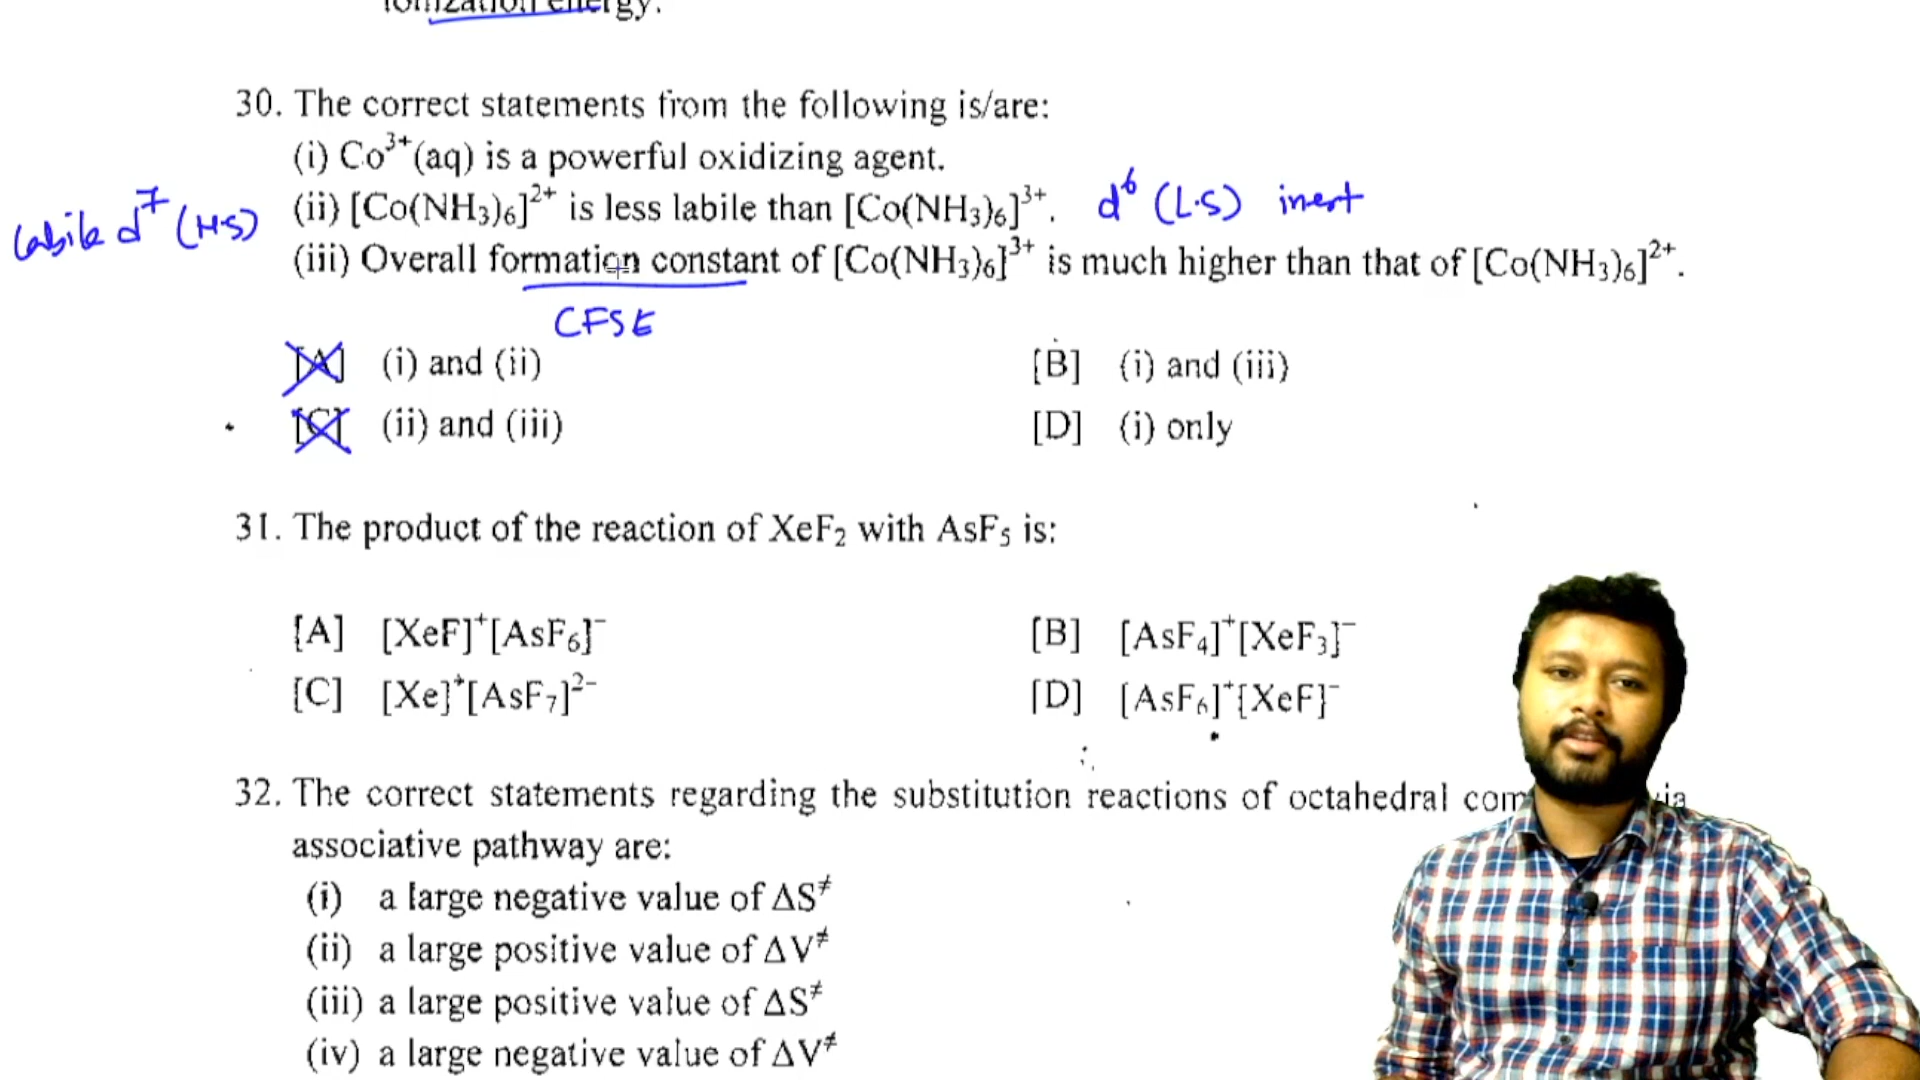 ionization energy.
30. The correct statements from the following is/are:
(i) Co³⁺(aq) is a powerful oxidizing agent.
labile d⁷ (H·S) (ii) [Co(NH₃)₆]²⁺ is less labile than [Co(NH₃)₆]³⁺. d⁶ (L·S) inert
(iii) Overall formation constant of [Co(NH₃)₆]³⁺ is much higher than that of [Co(NH₃)₆]²⁺.
CFSE
[A] (i) and (ii) [B] (i) and (iii)
[C] (ii) and (iii) [D] (i) only
31. The product of the reaction of XeF₂ with AsF₅ is:
[A] [XeF]⁺[AsF₆]⁻ [B] [AsF₄]⁺[XeF₃]⁻
[C] [Xe]⁺[AsF₇]²⁻ [D] [AsF₆]⁺[XeF]⁻
32. The correct statements regarding the substitution reactions of octahedral
associative pathway are:
(i) a large negative value of ΔS≠
(ii) a large positive value of ΔV≠
(iii) a large positive value of ΔS≠
(iv) a large negative value of ΔV≠